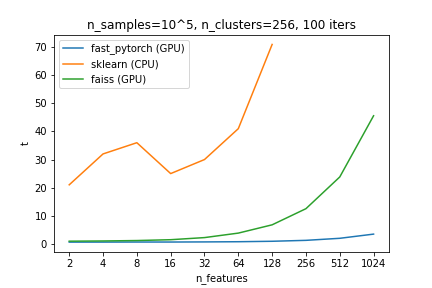 n_samples=10^5, n_clusters=256, 100 iters
fast_pytorch (GPU)
sklearn (CPU)
faiss (GPU)
70
60
50
40
30
20
10
0
t
2 4 8 16 32 64 128 256 512 1024
n_features